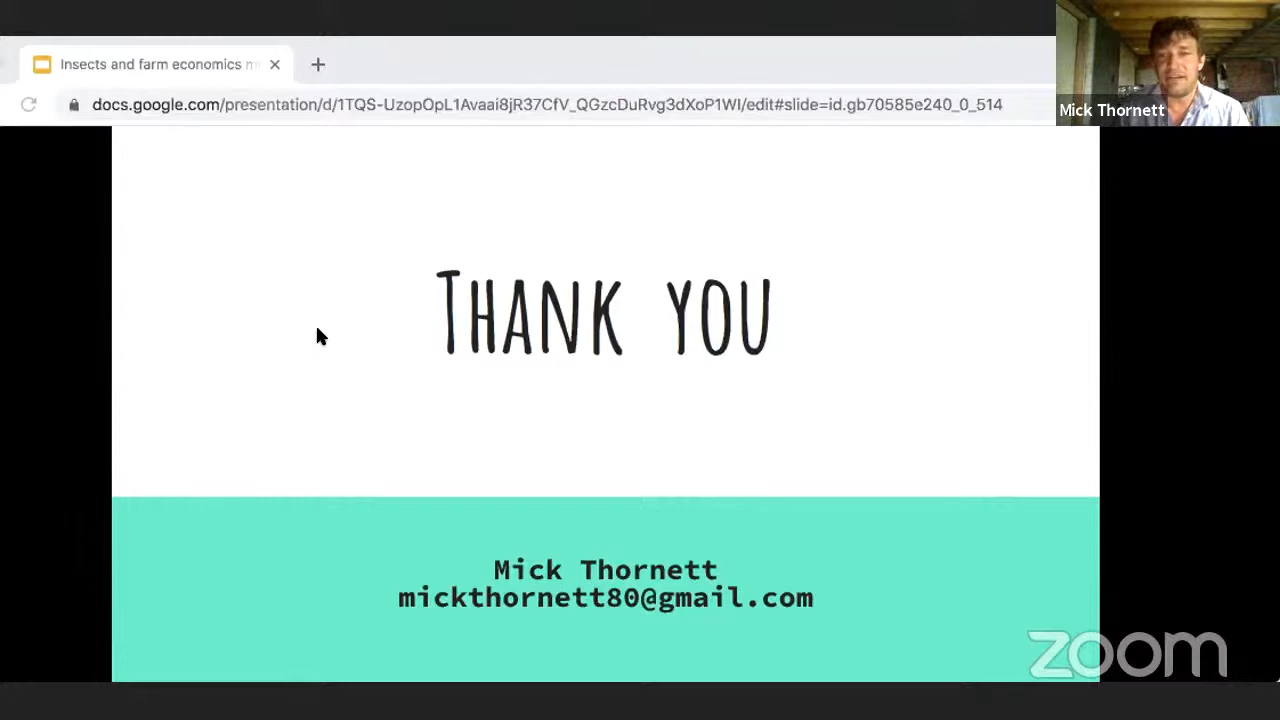 Insects and farm economics m
docs.google.com/presentation/d/1TQS-UzopOpL1Avaai8jR37CfV_QGzcDuRvg3dXoP1WI/edit#slide=id.gb70585e240_0_514
Mick Thornett
Thank you
Mick Thornett
mickthornett80@gmail.com
zoom